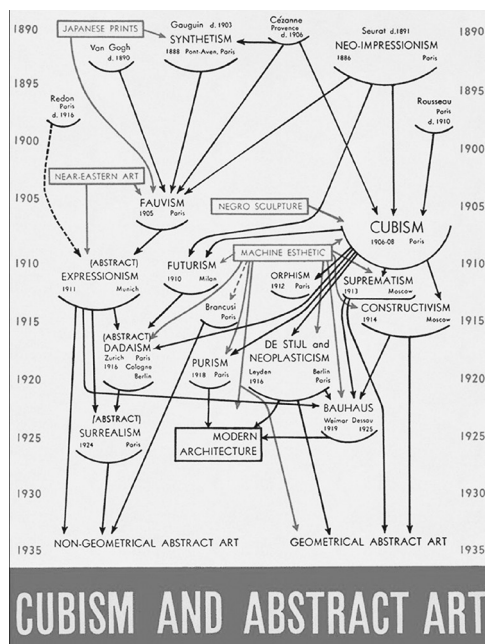 1890
JAPANESE PRINTS
Gauguin d. 1903
SYNTHETISM
1888 Pont-Aven, Paris
Cézanne
Provence
d. 1906
Seurat d.1891
NEO-IMPRESSIONISM
1886 Paris
1890
Van Gogh
d. 1890
1895
1895
Redon
Paris
d. 1916
Rousseau
Paris
d. 1910
1900
1900
NEAR-EASTERN ART
1905
FAUVISM
1905 Paris
NEGRO SCULPTURE
1905
CUBISM
1906-08 Paris
MACHINE ESTHETIC
1910
(ABSTRACT)
EXPRESSIONISM
1911 Munich
FUTURISM
1910 Milan
ORPHISM
1912 Paris
SUPREMATISM
1913 Moscow
1910
Brancusi
Paris
CONSTRUCTIVISM
1914 Moscow
1915
1915
(ABSTRACT)
DADAISM
Zurich Paris
1916 Cologne
Berlin
PURISM
1918 Paris
DE STIJL and
NEOPLASTICISM
Leyden Berlin
1916 Paris
1920
1920
BAUHAUS
Weimar Dessau
1919 1925
1925
(ABSTRACT)
SURREALISM
1924 Paris
MODERN
ARCHITECTURE
1925
1930
1930
NON-GEOMETRICAL ABSTRACT ART
GEOMETRICAL ABSTRACT ART
1935
1935
CUBISM AND ABSTRACT ART